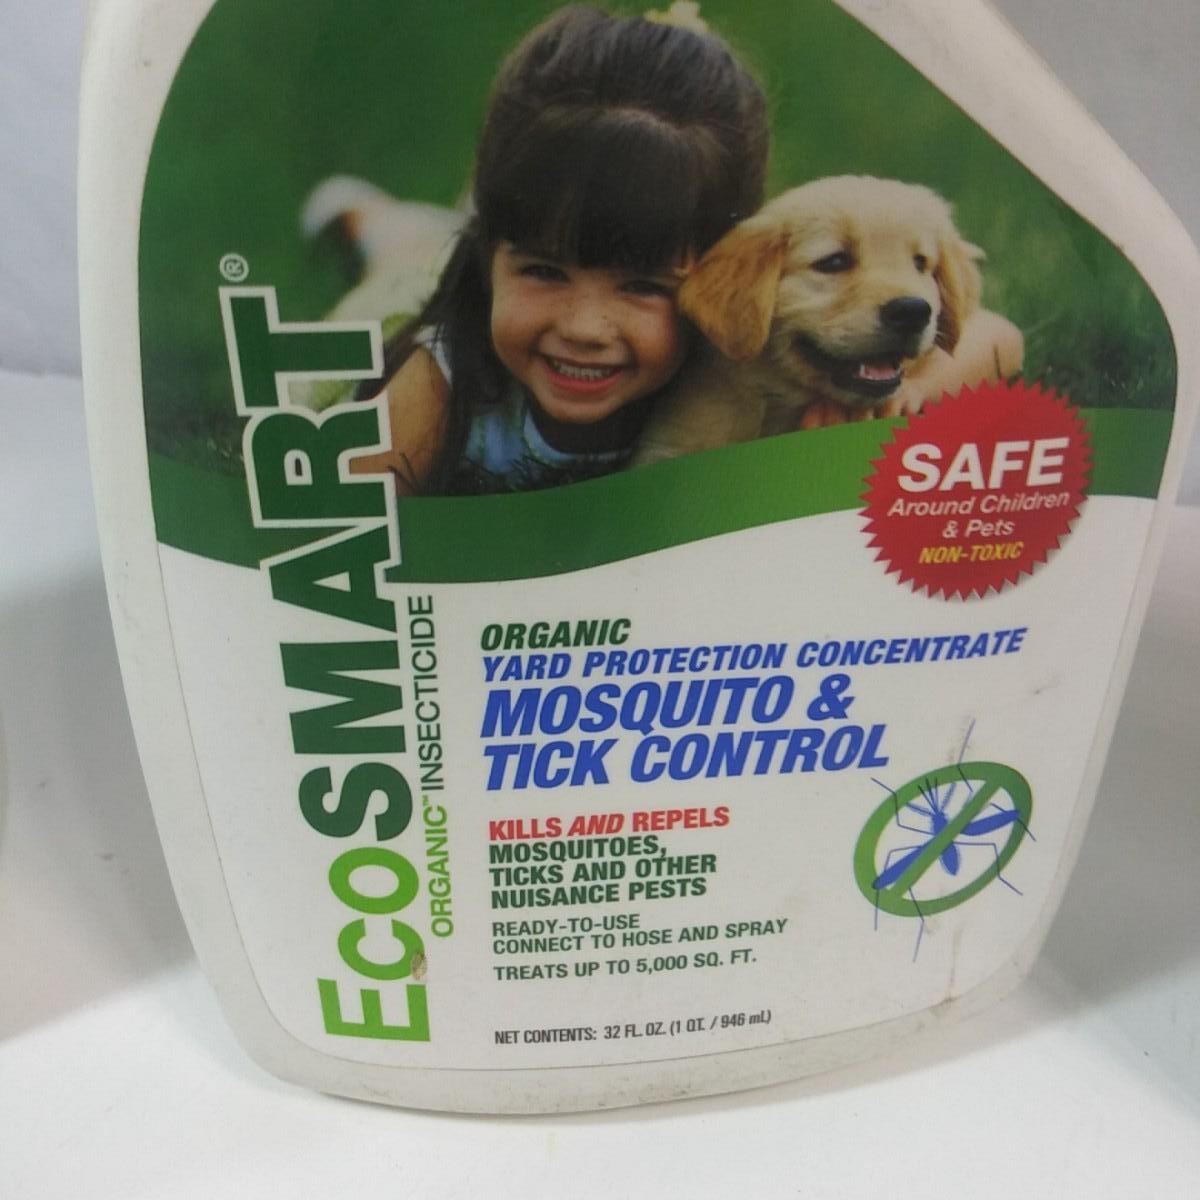 EcoSMART®
ORGANIC™ INSECTICIDE
SAFE
Around Children
& Pets
NON-TOXIC
ORGANIC
YARD PROTECTION CONCENTRATE
MOSQUITO &
TICK CONTROL
KILLS AND REPELS
MOSQUITOES,
TICKS AND OTHER
NUISANCE PESTS
READY-TO-USE
CONNECT TO HOSE AND SPRAY
TREATS UP TO 5,000 SQ. FT.
NET CONTENTS: 32 FL. OZ. (1 QT. / 946 mL)